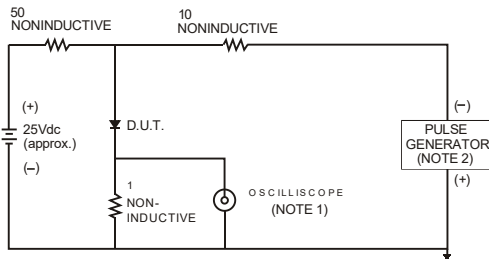 50
NONINDUCTIVE
10
NONINDUCTIVE
(+)
25Vdc
(approx.)
(–)
D.U.T.
1
NON-
INDUCTIVE
OSCILLISCOPE
(NOTE 1)
(–)
PULSE
GENERATOR
(NOTE 2)
(+)